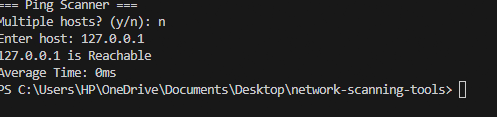 === Ping Scanner ===
Multiple hosts? (y/n): n
Enter host: 127.0.0.1
127.0.0.1 is Reachable
Average Time: 0ms
PS C:\Users\HP\OneDrive\Documents\Desktop\network-scanning-tools>